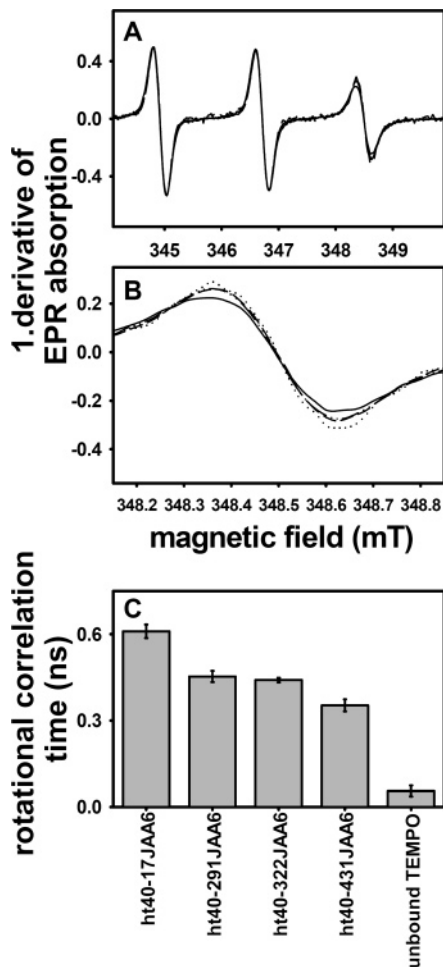 A
0.4
0.0
-0.4
345 346 347 348 349
1.derivative of
EPR absorption
B
0.2
0.0
-0.2
-0.4
348.2 348.3 348.4 348.5 348.6 348.7 348.8
magnetic field (mT)
C
0.6
0.3
0.0
rotational correlation
time (ns)
ht40-17JAA6
ht40-291JAA6
ht40-322JAA6
ht40-431JAA6
unbound TEMPO